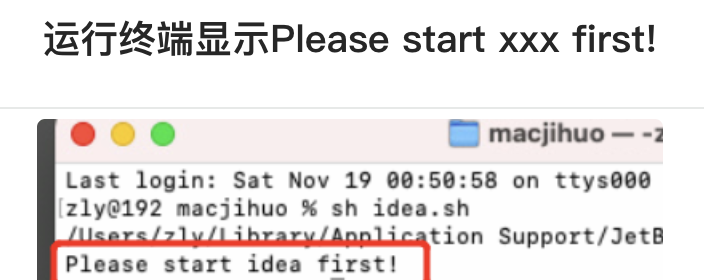 运行终端显示Please start xxx first!
macjihuo — -z
Last login: Sat Nov 19 00:50:58 on ttys000
[zly@192 macjihuo % sh idea.sh
/Users/zly/Library/Application Support/JetB
Please start idea first!